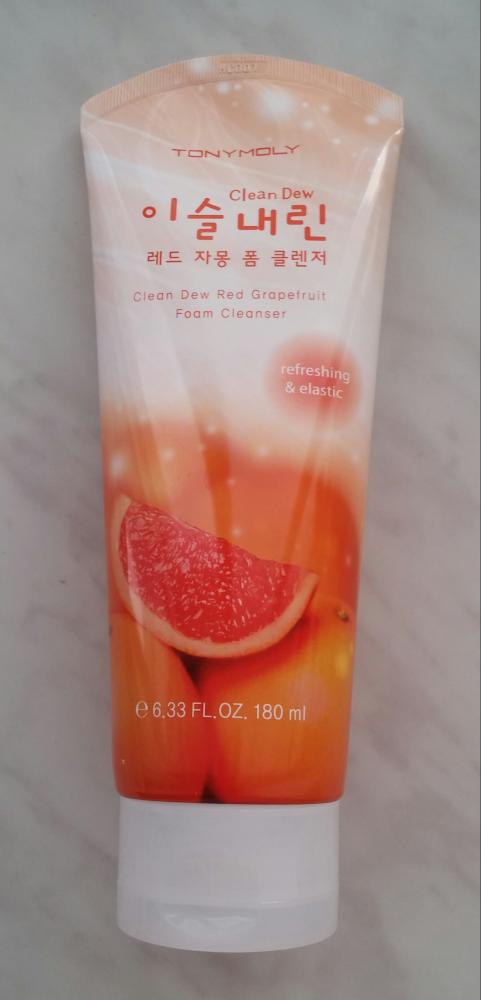 TONYMOLY
Clean Dew
이슬내린
레드 자몽 폼 클렌저
Clean Dew Red Grapefruit
Foam Cleanser
refreshing
& elastic
℮ 6.33 FL.OZ. 180 ml